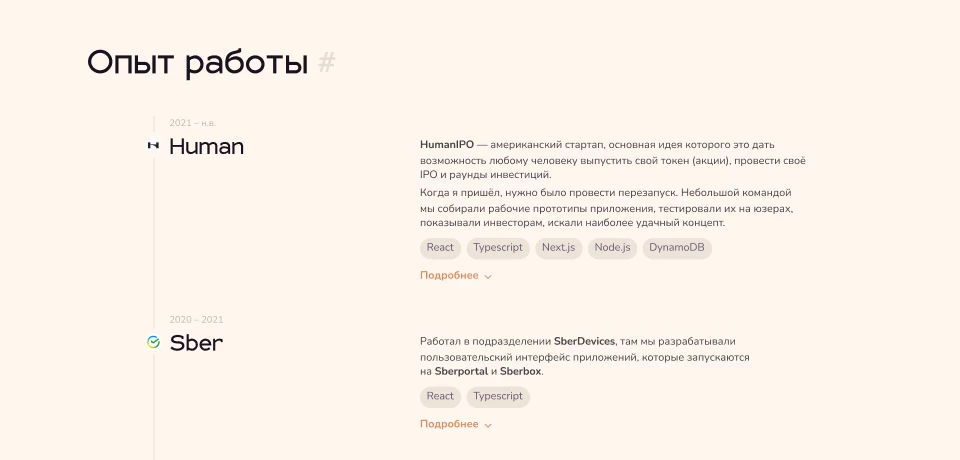 Опыт работы #
2021 – н.в.
Human
HumanIPO — американский стартап, основная идея которого это дать
возможность любому человеку выпустить свой токен (акции), провести своё
IPO и раунды инвестиций.
Когда я пришёл, нужно было провести перезапуск. Небольшой командой
мы собирали рабочие прототипы приложения, тестировали их на юзерах,
показывали инвесторам, искали наиболее удачный концепт.
React Typescript Next.js Node.js DynamoDB
Подробнее
2020 – 2021
Sber
Работал в подразделении SberDevices, там мы разрабатывали
пользовательский интерфейс приложений, которые запускаются
на Sberportal и Sberbox.
React Typescript
Подробнее